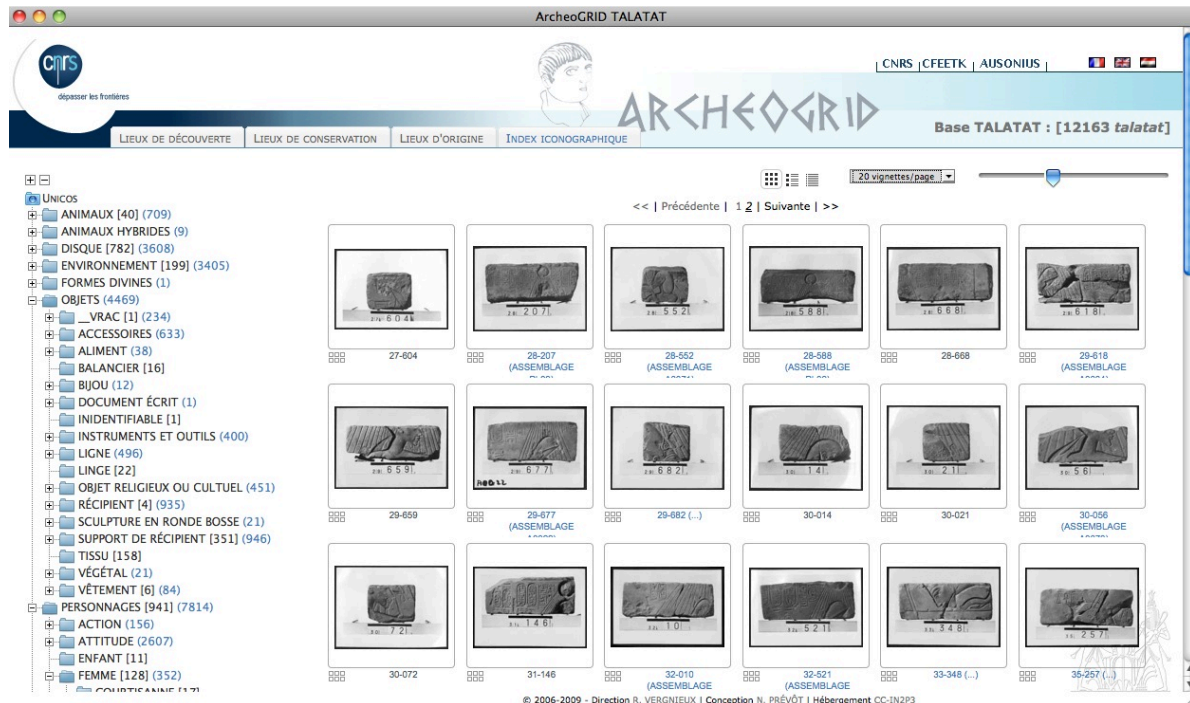 ArcheoGRID TALATAT
cnrs
dépasser les frontières
| CNRS | CFEETK | AUSONIUS |
ARCHEOGRID
Base TALATAT : [12163 talatat]
LIEUX DE DÉCOUVERTE
LIEUX DE CONSERVATION
LIEUX D'ORIGINE
INDEX ICONOGRAPHIQUE
20 vignettes/page
<< | Précédente | 1 2 | Suivante | >>
UNICOS
ANIMAUX [40] (709)
ANIMAUX HYBRIDES (9)
DISQUE [782] (3608)
ENVIRONNEMENT [199] (3405)
FORMES DIVINES (1)
OBJETS (4469)
__VRAC [1] (234)
ACCESSOIRES (633)
ALIMENT (38)
BALANCIER [16]
BIJOU (12)
DOCUMENT ÉCRIT (1)
INIDENTIFIABLE [1]
INSTRUMENTS ET OUTILS (400)
LIGNE (496)
LINGE [22]
OBJET RELIGIEUX OU CULTUEL (451)
RÉCIPIENT [4] (935)
SCULPTURE EN RONDE BOSSE (21)
SUPPORT DE RÉCIPIENT [351] (946)
TISSU [158]
VÉGÉTAL (21)
VÊTEMENT [6] (84)
PERSONNAGES [941] (7814)
ACTION (156)
ATTITUDE (2607)
ENFANT [11]
FEMME [128] (352)
COURTISANNE [17]
27-604
28-207
(ASSEMBLAGE
28-552
(ASSEMBLAGE
28-588
(ASSEMBLAGE
28-668
29-618
(ASSEMBLAGE
29-659
29-677
(ASSEMBLAGE
29-682 (...)
30-014
30-021
30-056
(ASSEMBLAGE
30-072
31-146
32-010
(ASSEMBLAGE
32-521
(ASSEMBLAGE
33-348 (...)
35-257 (...)
© 2006-2009 - Direction R. VERGNIEUX | Conception N. PRÉVÔT | Hébergement CC-IN2P3